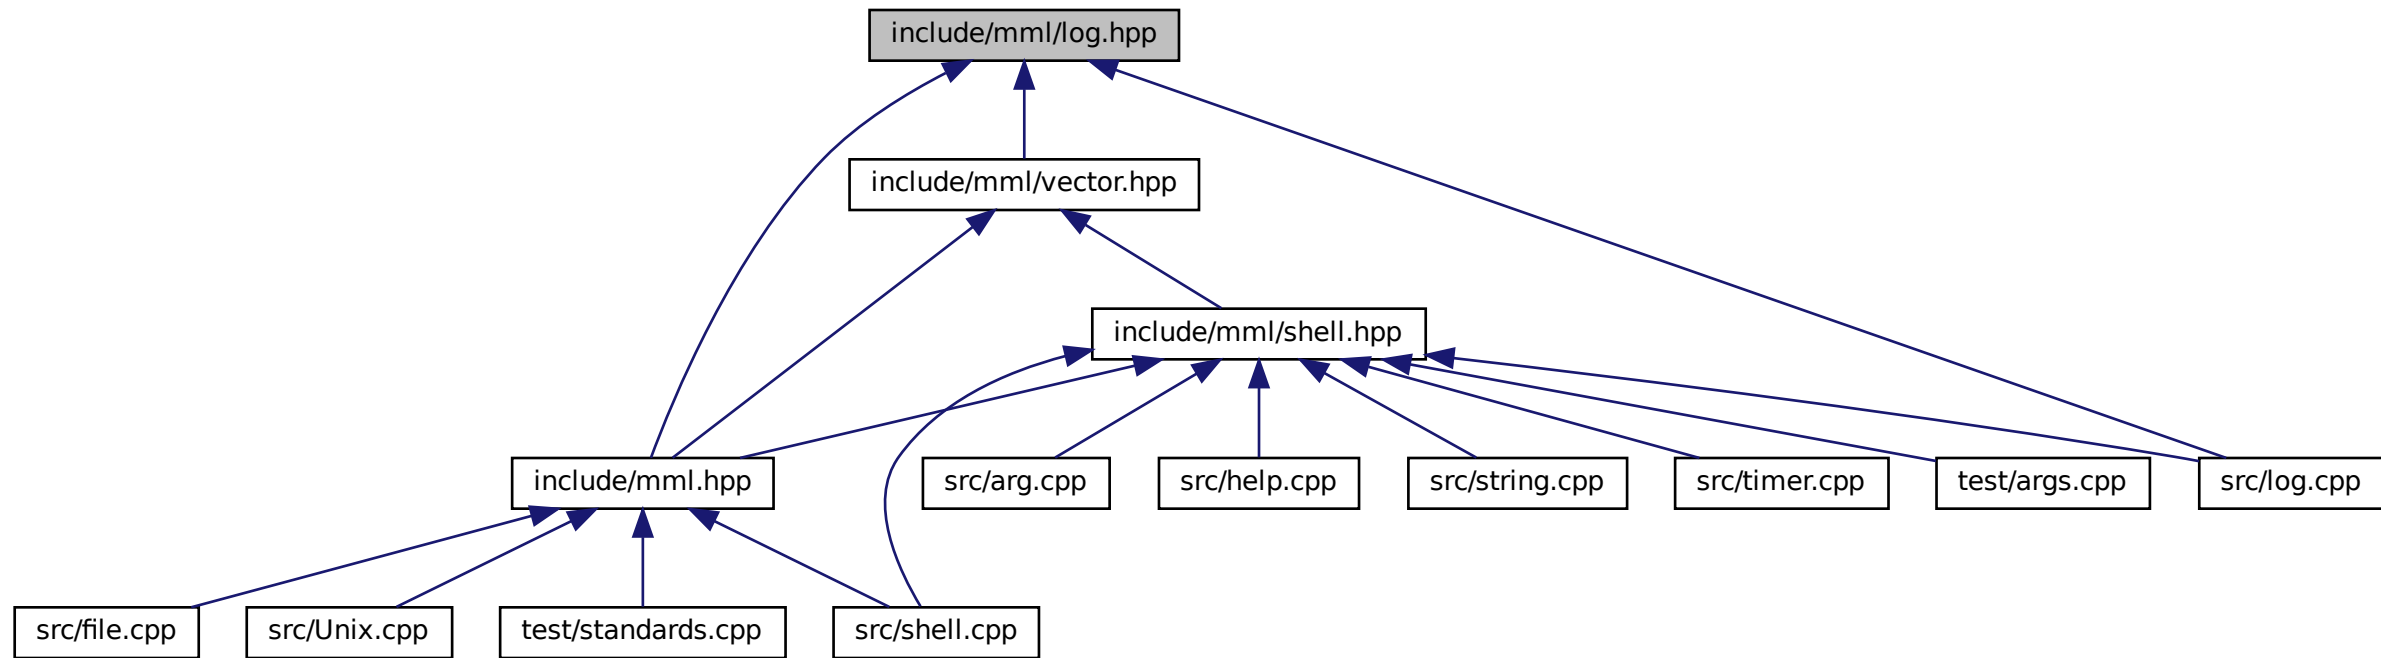 include/mml/log.hpp
include/mml/vector.hpp
include/mml/shell.hpp
include/mml.hpp
src/arg.cpp
src/help.cpp
src/string.cpp
src/timer.cpp
test/args.cpp
src/log.cpp
src/file.cpp
src/Unix.cpp
test/standards.cpp
src/shell.cpp